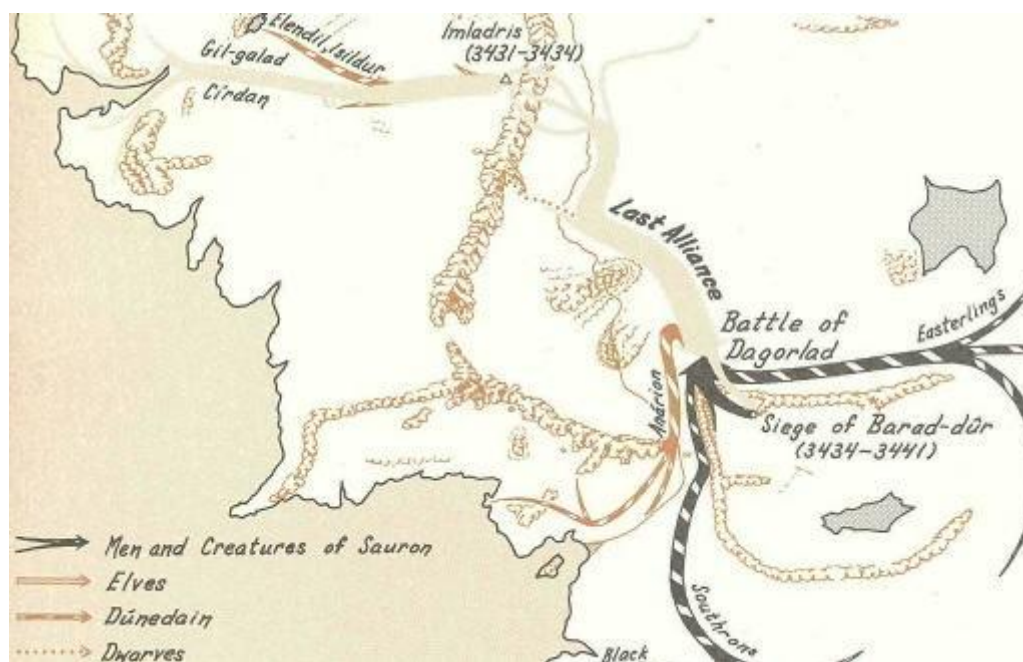 Elendil, Isildur
Imladris
(3431-3434)
Gil-galad
Círdan
Last Alliance
Battle of
Dagorlad
Easterlings
Anárion
Siege of Barad-dûr
(3434-3441)
Men and Creatures of Sauron
Elves
Dúnedain
Dwarves
Southrons
Black